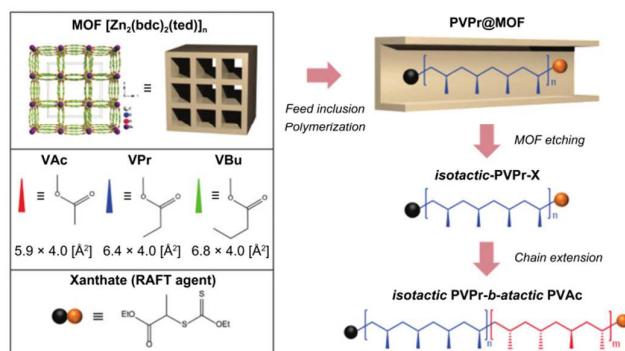 MOF [Zn₂(bdc)₂(ted)]ₙ
≡
VAc
VPr
VBu
≡
≡
≡
O
O
O
O
O
O
5.9 × 4.0 [Å²]
6.4 × 4.0 [Å²]
6.8 × 4.0 [Å²]
Xanthate (RAFT agent)
≡
EtO
O
S
S
OEt
Feed inclusion
Polymerization
PVPr@MOF
n
MOF etching
isotactic-PVPr-X
n
Chain extension
isotactic PVPr-b-atactic PVAc
n
m